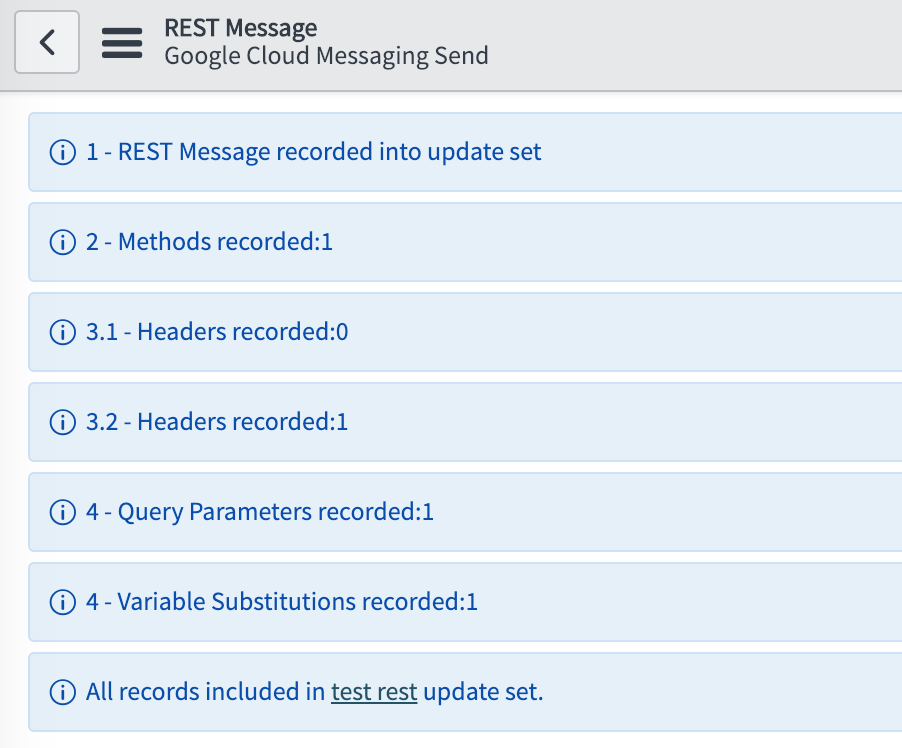 REST Message
Google Cloud Messaging Send
1 - REST Message recorded into update set
2 - Methods recorded:1
3.1 - Headers recorded:0
3.2 - Headers recorded:1
4 - Query Parameters recorded:1
4 - Variable Substitutions recorded:1
All records included in test rest update set.